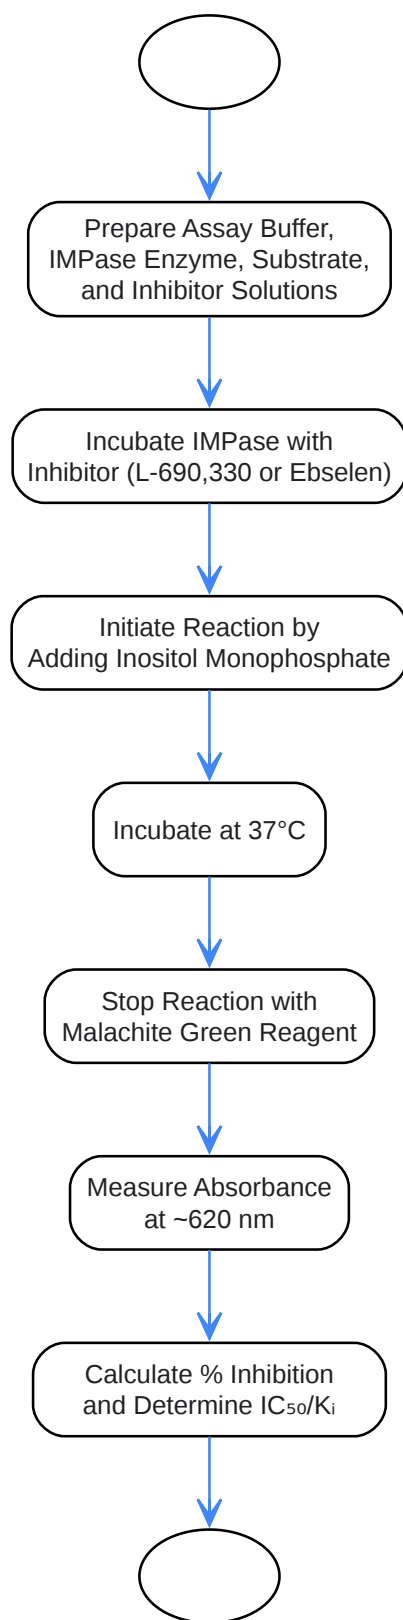 Prepare Assay Buffer,
IMPase Enzyme, Substrate,
and Inhibitor Solutions
Incubate IMPase with
Inhibitor (L-690,330 or Ebselen)
Initiate Reaction by
Adding Inositol Monophosphate
Incubate at 37°C
Stop Reaction with
Malachite Green Reagent
Measure Absorbance
at ~620 nm
Calculate % Inhibition
and Determine IC₅₀/Kᵢ